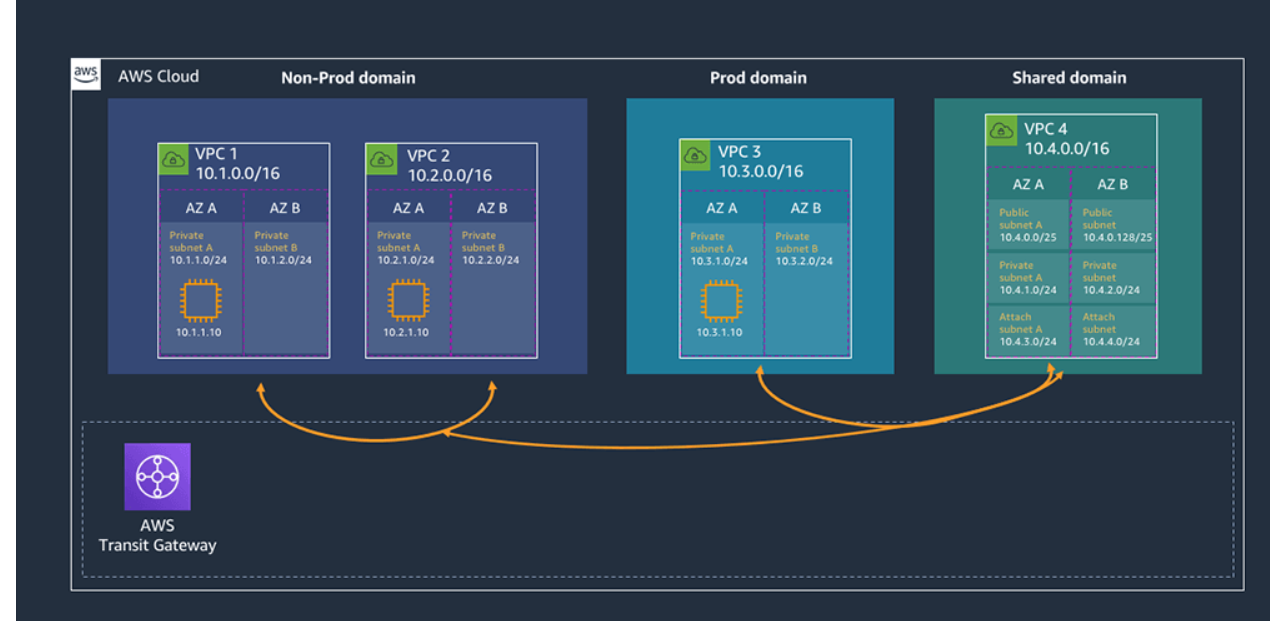 aws
AWS Cloud
Non-Prod domain
Prod domain
Shared domain
VPC 1
10.1.0.0/16
AZ A
AZ B
Private
subnet A
10.1.1.0/24
Private
subnet B
10.1.2.0/24
10.1.1.10
VPC 2
10.2.0.0/16
AZ A
AZ B
Private
subnet A
10.2.1.0/24
Private
subnet B
10.2.2.0/24
10.2.1.10
VPC 3
10.3.0.0/16
AZ A
AZ B
Private
subnet A
10.3.1.0/24
Private
subnet B
10.3.2.0/24
10.3.1.10
VPC 4
10.4.0.0/16
AZ A
AZ B
Public
subnet A
10.4.0.0/25
Public
subnet
10.4.0.128/25
Private
subnet A
10.4.1.0/24
Private
subnet
10.4.2.0/24
Attach
subnet A
10.4.3.0/24
Attach
subnet
10.4.4.0/24
AWS
Transit Gateway